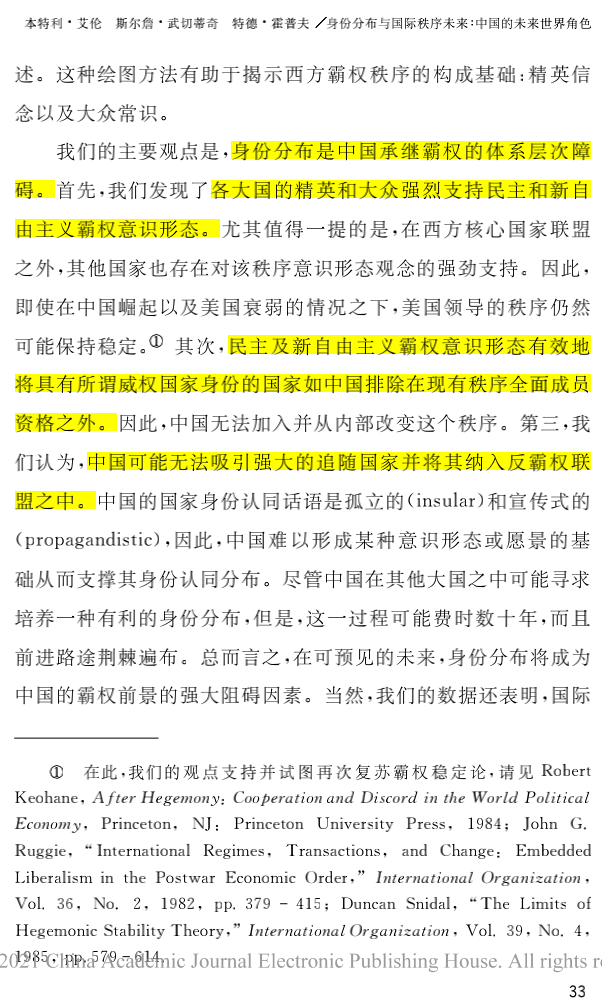 本特利·艾伦　斯尔詹·武切蒂奇　特德·霍普夫 ／身份分布与国际秩序未来:中国的未来世界角色
述。这种绘图方法有助于揭示西方霸权秩序的构成基础:精英信
念以及大众常识。
我们的主要观点是,身份分布是中国承继霸权的体系层次障
碍。首先,我们发现了各大国的精英和大众强烈支持民主和新自
由主义霸权意识形态。尤其值得一提的是,在西方核心国家联盟
之外,其他国家也存在对该秩序意识形态观念的强劲支持。因此,
即使在中国崛起以及美国衰弱的情况之下,美国领导的秩序仍然
可能保持稳定。① 其次,民主及新自由主义霸权意识形态有效地
将具有所谓威权国家身份的国家如中国排除在现有秩序全面成员
资格之外。因此,中国无法加入并从内部改变这个秩序。第三,我
们认为,中国可能无法吸引强大的追随国家并将其纳入反霸权联
盟之中。中国的国家身份认同话语是孤立的(insular)和宣传式的
(propagandistic),因此,中国难以形成某种意识形态或愿景的基
础从而支撑其身份认同分布。尽管中国在其他大国之中可能寻求
培养一种有利的身份分布,但是,这一过程可能费时数十年,而且
前进路途荆棘遍布。总而言之,在可预见的未来,身份分布将成为
中国的霸权前景的强大阻碍因素。当然,我们的数据还表明,国际
① 在此,我们的观点支持并试图再次复苏霸权稳定论,请见 Robert
Keohane, After Hegemony: Cooperation and Discord in the World Political
Economy, Princeton, NJ: Princeton University Press, 1984; John G.
Ruggie, “International Regimes, Transactions, and Change: Embedded
Liberalism in the Postwar Economic Order,” International Organization,
Vol. 36, No. 2, 1982, pp. 379 - 415; Duncan Snidal, “The Limits of
Hegemonic Stability Theory,” International Organization, Vol. 39, No. 4,
1985, pp. 579 - 614.
2021 China Academic Journal Electronic Publishing House. All rights re
33